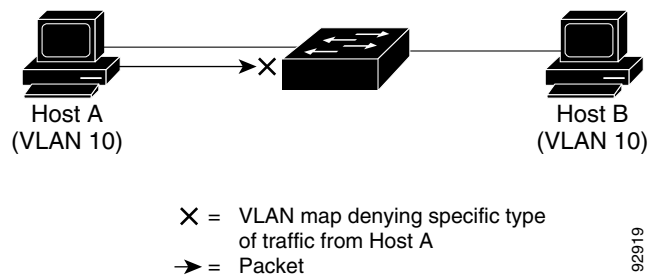 Host A
(VLAN 10)
Host B
(VLAN 10)
X = VLAN map denying specific type
of traffic from Host A
→ = Packet
92919